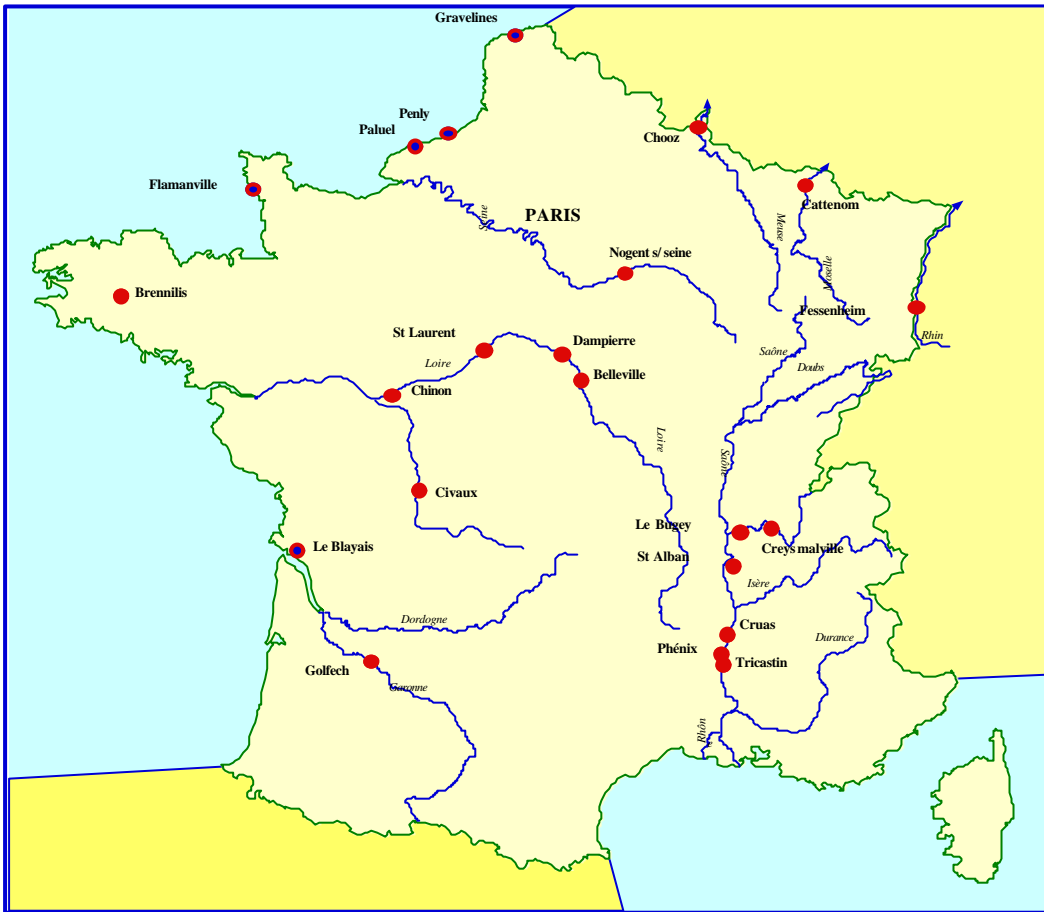 Gravelines
Penly
Paluel
Chooz
Flamanville
Cattenom
Seine
PARIS
Meuse
Nogent s/ seine
Moselle
Brennilis
Fessenheim
St Laurent
Dampierre
Rhin
Loire
Saône
Doubs
Belleville
Chinon
Loire
Saône
Civaux
Le Bugey
Le Blayais
St Alban
Creys malville
Isère
Dordogne
Cruas
Durance
Phénix
Tricastin
Golfech
Garonne
Rhône